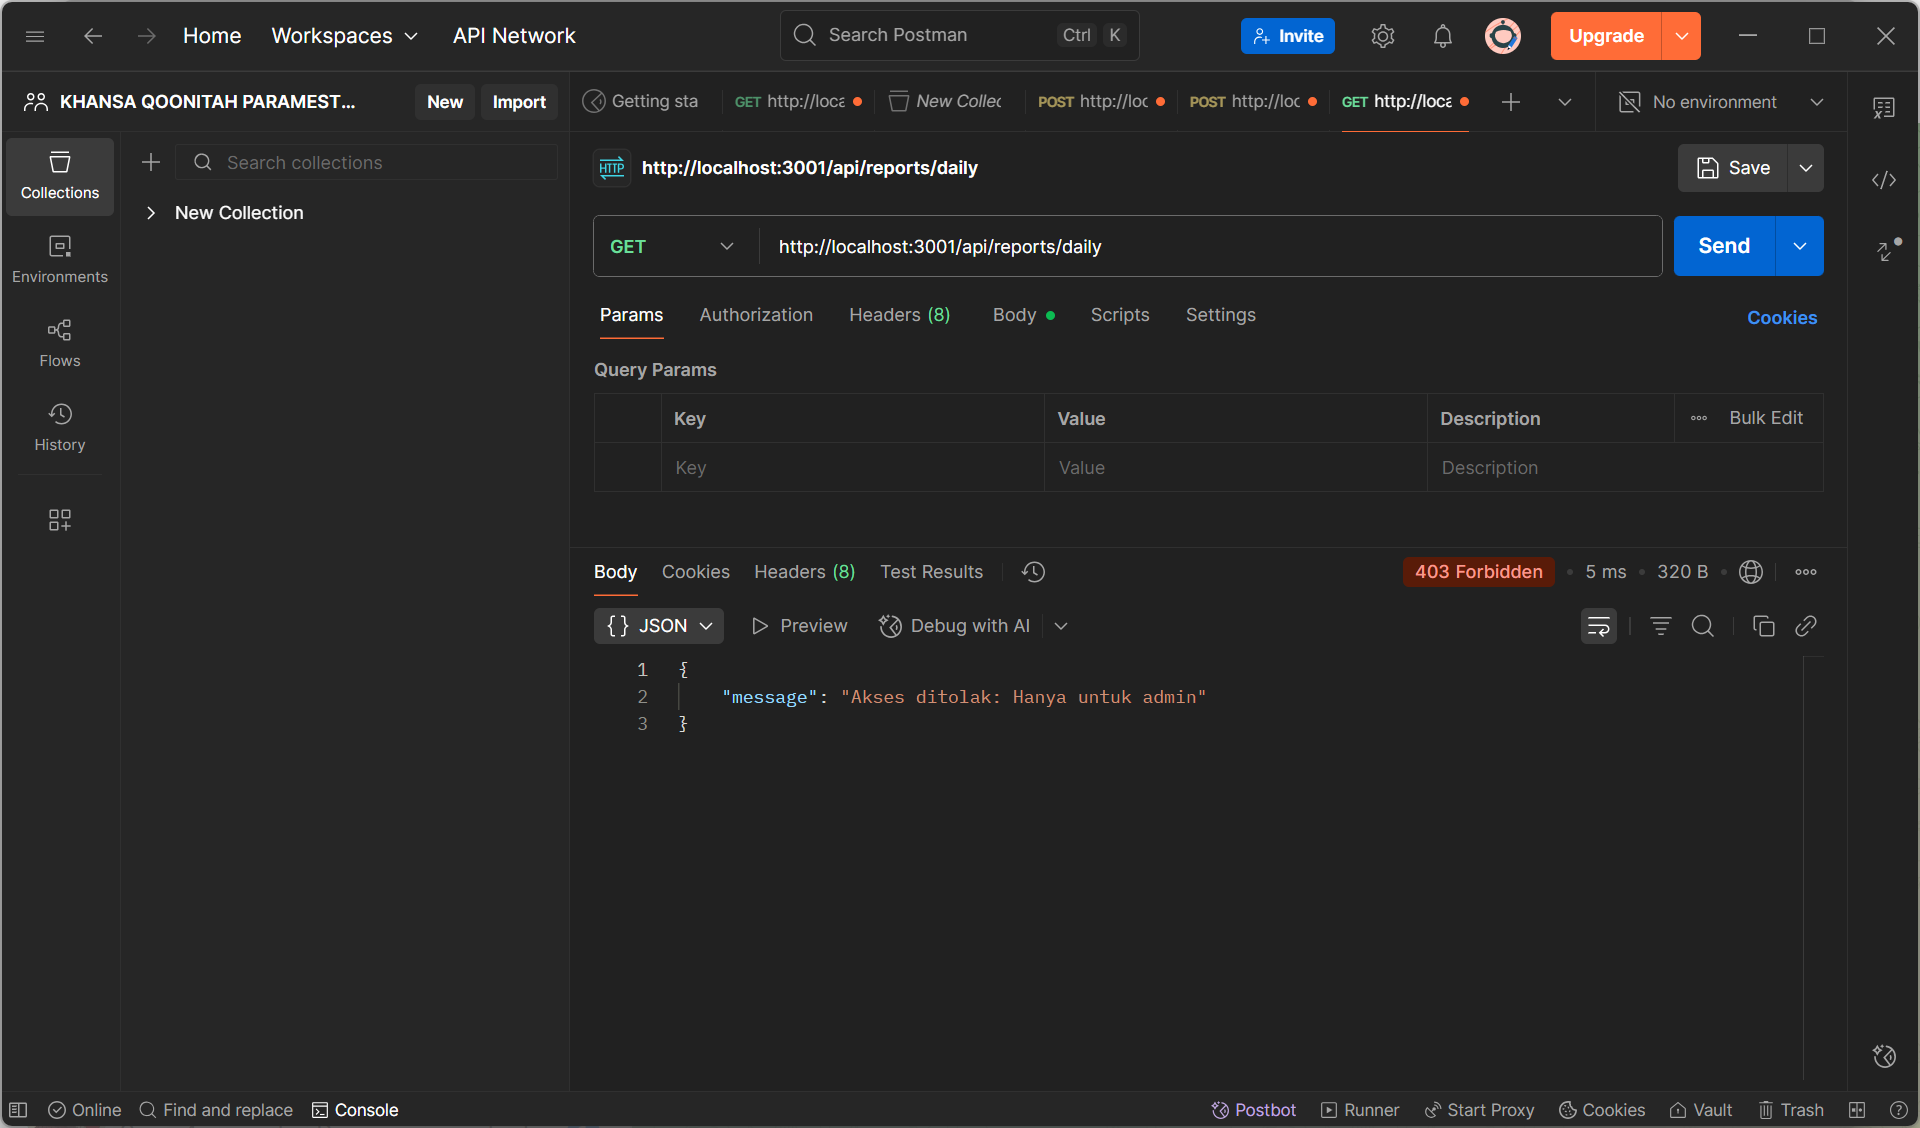 Home Workspaces API Network Search Postman Ctrl K Invite Upgrade
KHANSA QOONITAH PARAMEST... New Import
Getting sta GET http://loca New Collec POST http://loc POST http://loc GET http://loca No environment
Collections
Environments
Flows
History
Search collections
New Collection
HTTP http://localhost:3001/api/reports/daily Save
GET http://localhost:3001/api/reports/daily Send
Params Authorization Headers (8) Body Scripts Settings Cookies
Query Params
Key Value Description Bulk Edit
Key Value Description
Body Cookies Headers (8) Test Results 403 Forbidden 5 ms 320 B
{} JSON Preview Debug with AI
1 {
2 "message": "Akses ditolak: Hanya untuk admin"
3 }
Online Find and replace Console Postbot Runner Start Proxy Cookies Vault Trash